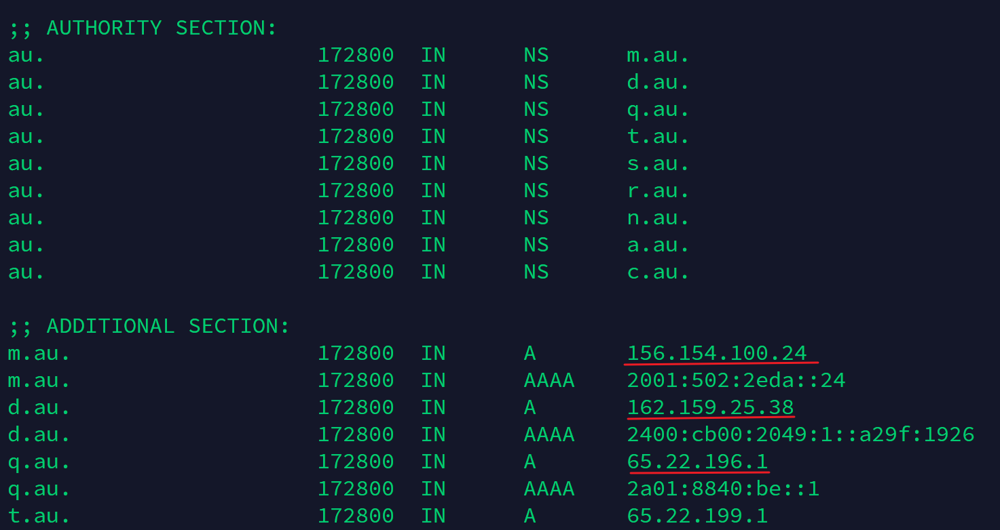 ;; AUTHORITY SECTION:
au. 172800 IN NS m.au.
au. 172800 IN NS d.au.
au. 172800 IN NS q.au.
au. 172800 IN NS t.au.
au. 172800 IN NS s.au.
au. 172800 IN NS r.au.
au. 172800 IN NS n.au.
au. 172800 IN NS a.au.
au. 172800 IN NS c.au.
;; ADDITIONAL SECTION:
m.au. 172800 IN A 156.154.100.24
m.au. 172800 IN AAAA 2001:502:2eda::24
d.au. 172800 IN A 162.159.25.38
d.au. 172800 IN AAAA 2400:cb00:2049:1::a29f:1926
q.au. 172800 IN A 65.22.196.1
q.au. 172800 IN AAAA 2a01:8840:be::1
t.au. 172800 IN A 65.22.199.1